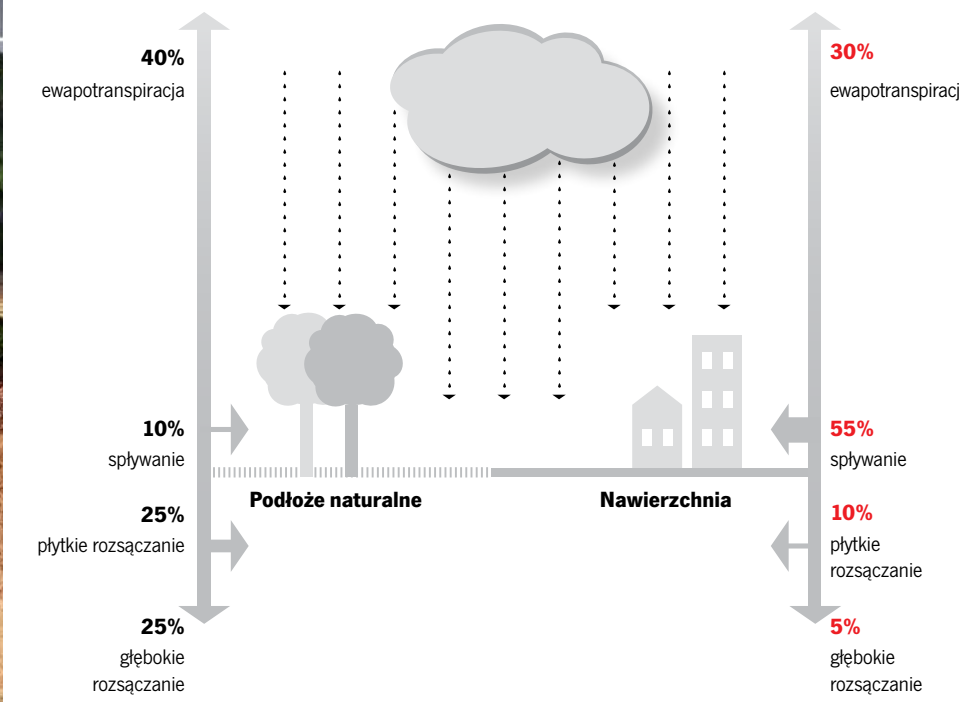 40%
ewapotranspiracja
10%
spływanie
25%
płytkie rozsączanie
25%
głębokie
rozsączanie
Podłoże naturalne
Nawierzchnia
30%
ewapotranspiracj
55%
spływanie
10%
płytkie
rozsączanie
5%
głębokie
rozsączanie